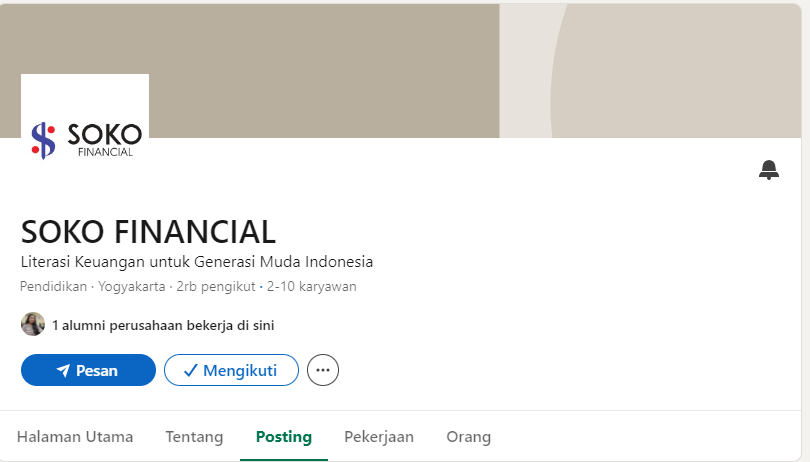 SOKO
FINANCIAL
SOKO FINANCIAL
Literasi Keuangan untuk Generasi Muda Indonesia
Pendidikan · Yogyakarta · 2rb pengikut · 2-10 karyawan
1 alumni perusahaan bekerja di sini
Pesan
Mengikuti
Halaman Utama
Tentang
Posting
Pekerjaan
Orang